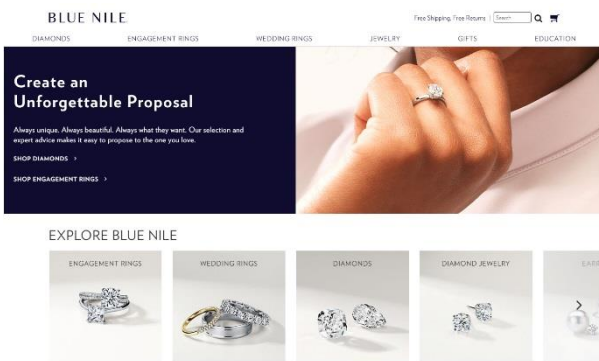 BLUE NILE
Free Shipping, Free Returns
Search
DIAMONDS
ENGAGEMENT RINGS
WEDDING RINGS
JEWELRY
GIFTS
EDUCATION
Create an
Unforgettable Proposal
Always unique. Always beautiful. Always what they want. Our selection and
expert advice makes it easy to propose to the one you love.
SHOP DIAMONDS >
SHOP ENGAGEMENT RINGS >
EXPLORE BLUE NILE
ENGAGEMENT RINGS
WEDDING RINGS
DIAMONDS
DIAMOND JEWELRY
EARR